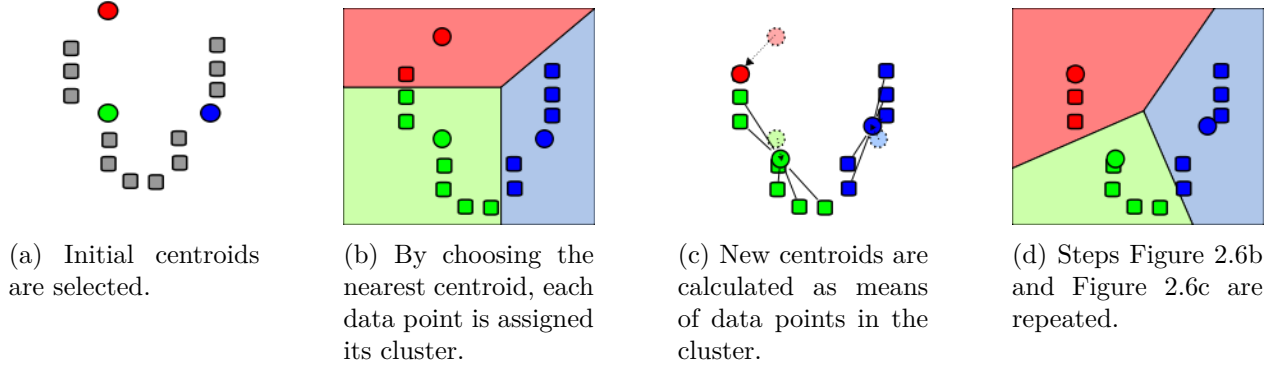 (a) Initial centroids
are selected.
(b) By choosing the
nearest centroid, each
data point is assigned
its cluster.
(c) New centroids are
calculated as means
of data points in the
cluster.
(d) Steps Figure 2.6b
and Figure 2.6c are
repeated.